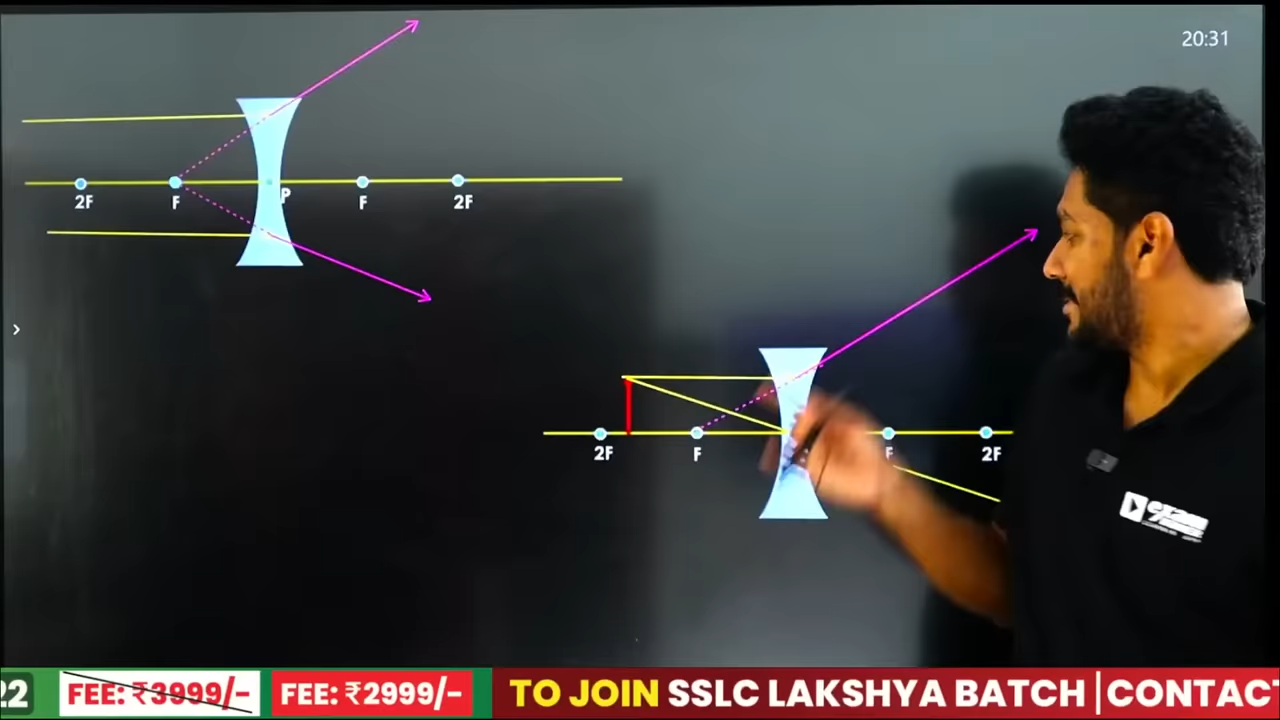 20:31
2F F P F 2F
2F F F 2F
22 FEE: ₹3999/- FEE: ₹2999/- TO JOIN SSLC LAKSHYA BATCH | CONTACT